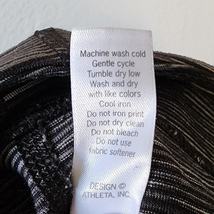 Machine wash cold
Gentle cycle
Tumble dry low
Wash and dry
with like colors
Cool iron
Do not iron print
Do not dry clean
Do not bleach
Do not use
fabric softener
DESIGN ©
ATHLETA, INC.